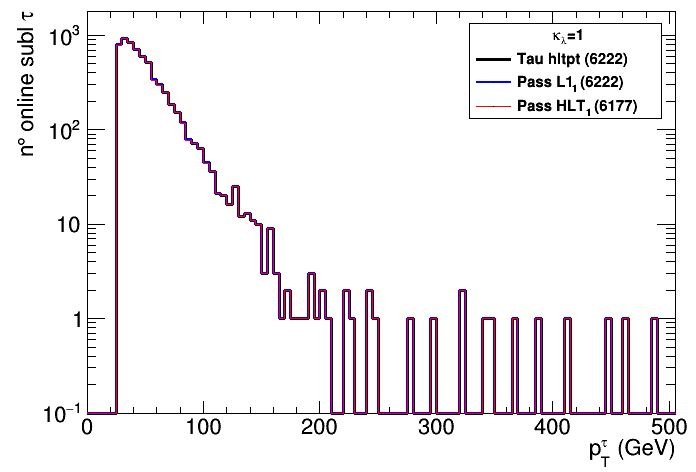 κλ=1
Tau hltpt (6222)
Pass L1₁ (6222)
Pass HLT₁ (6177)
n° online subl τ
10³
10²
10
1
10⁻¹
0 100 200 300 400 500
p_T^τ (GeV)